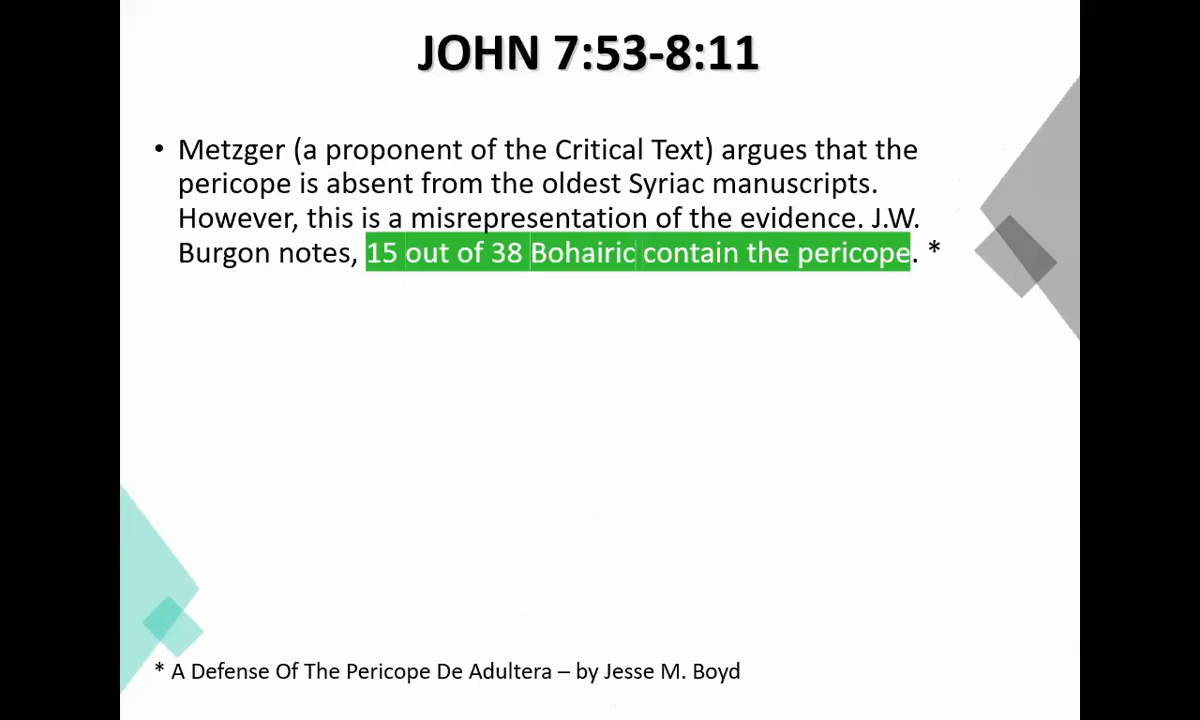 JOHN 7:53-8:11
• Metzger (a proponent of the Critical Text) argues that the
pericope is absent from the oldest Syriac manuscripts.
However, this is a misrepresentation of the evidence. J.W.
Burgon notes, 15 out of 38 Bohairic contain the pericope. *
* A Defense Of The Pericope De Adultera – by Jesse M. Boyd